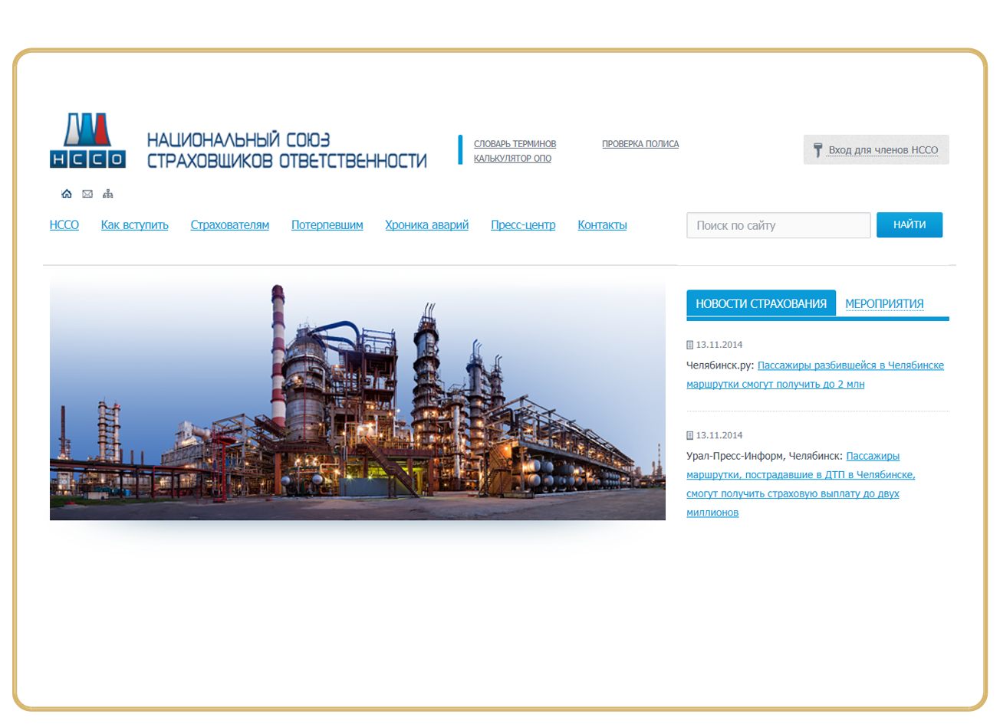 НССО
НАЦИОНАЛЬНЫЙ СОЮЗ
СТРАХОВЩИКОВ ОТВЕТСТВЕННОСТИ
СЛОВАРЬ ТЕРМИНОВ
КАЛЬКУЛЯТОР ОПО
ПРОВЕРКА ПОЛИСА
Вход для членов НССО
НССО Как вступить Страхователям Потерпевшим Хроника аварий Пресс-центр Контакты
Поиск по сайту НАЙТИ
НОВОСТИ СТРАХОВАНИЯ МЕРОПРИЯТИЯ
13.11.2014
Челябинск.ру: Пассажиры разбившейся в Челябинске
маршрутки смогут получить до 2 млн
13.11.2014
Урал-Пресс-Информ, Челябинск: Пассажиры
маршрутки, пострадавшие в ДТП в Челябинске,
смогут получить страховую выплату до двух
миллионов